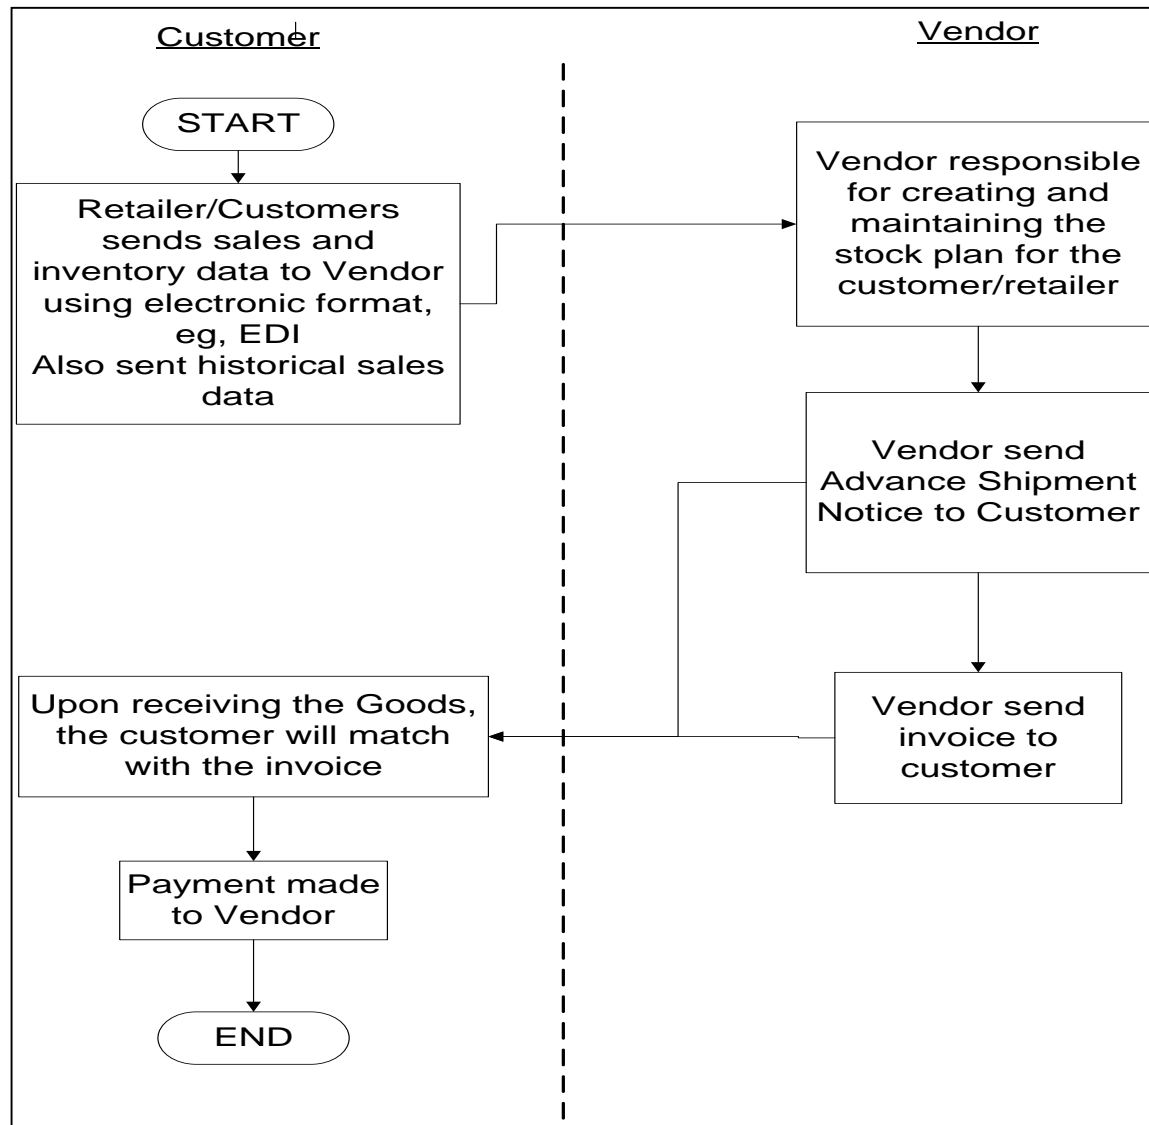 Customer
Vendor
START
Retailer/Customers
sends sales and
inventory data to Vendor
using electronic format,
eg, EDI
Also sent historical sales
data
Vendor responsible
for creating and
maintaining the
stock plan for the
customer/retailer
Vendor send
Advance Shipment
Notice to Customer
Vendor send
invoice to
customer
Upon receiving the Goods,
the customer will match
with the invoice
Payment made
to Vendor
END